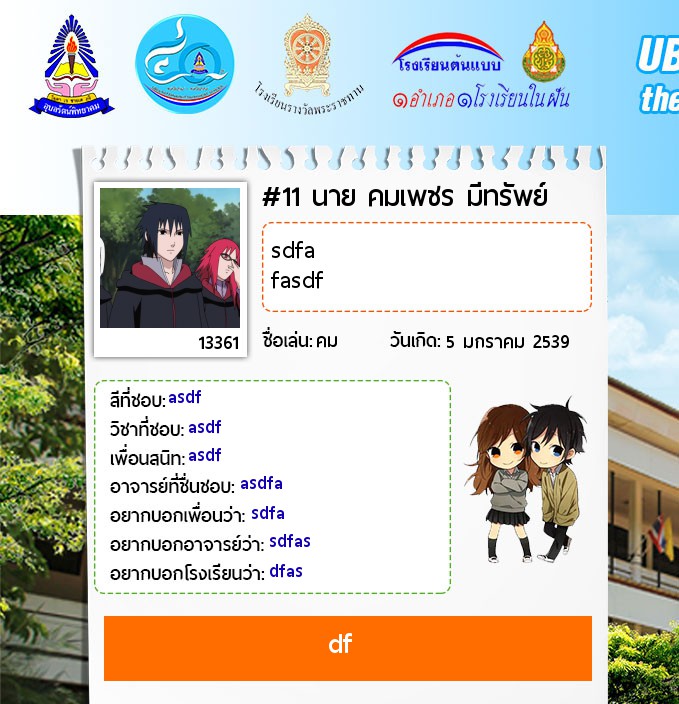 อุบลรัตน์พิทยาคม
โรงเรียนรางวัลพระราชทาน
โรงเรียนต้นแบบ
๑อำเภอ๑โรงเรียนในฝัน
UB
the
#11 นาย คมเพชร มีทรัพย์
sdfa
fasdf
13361
ชื่อเล่น: คม
วันเกิด: 5 มกราคม 2539
สีที่ชอบ: asdf
วิชาที่ชอบ: asdf
เพื่อนสนิท: asdf
อาจารย์ที่ชื่นชอบ: asdfa
อยากบอกเพื่อนว่า: sdfa
อยากบอกอาจารย์ว่า: sdfas
อยากบอกโรงเรียนว่า: dfas
df